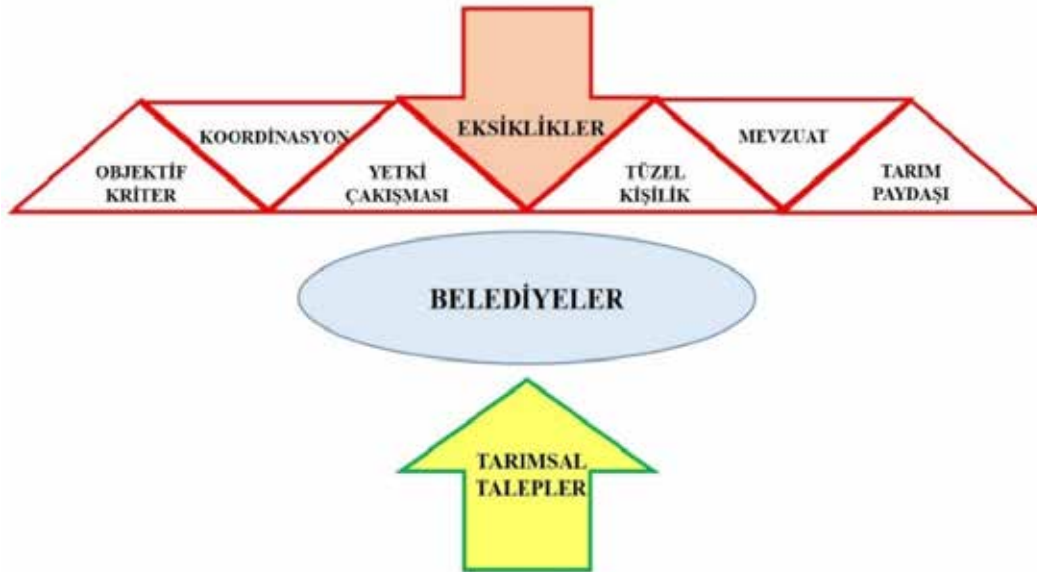 EKSİKLİKLER
KOORDİNASYON
MEVZUAT
OBJEKTİF
KRİTER
YETKİ
ÇAKIŞMASI
TÜZEL
KİŞİLİK
TARIM
PAYDAŞI
BELEDİYELER
TARIMSAL
TALEPLER